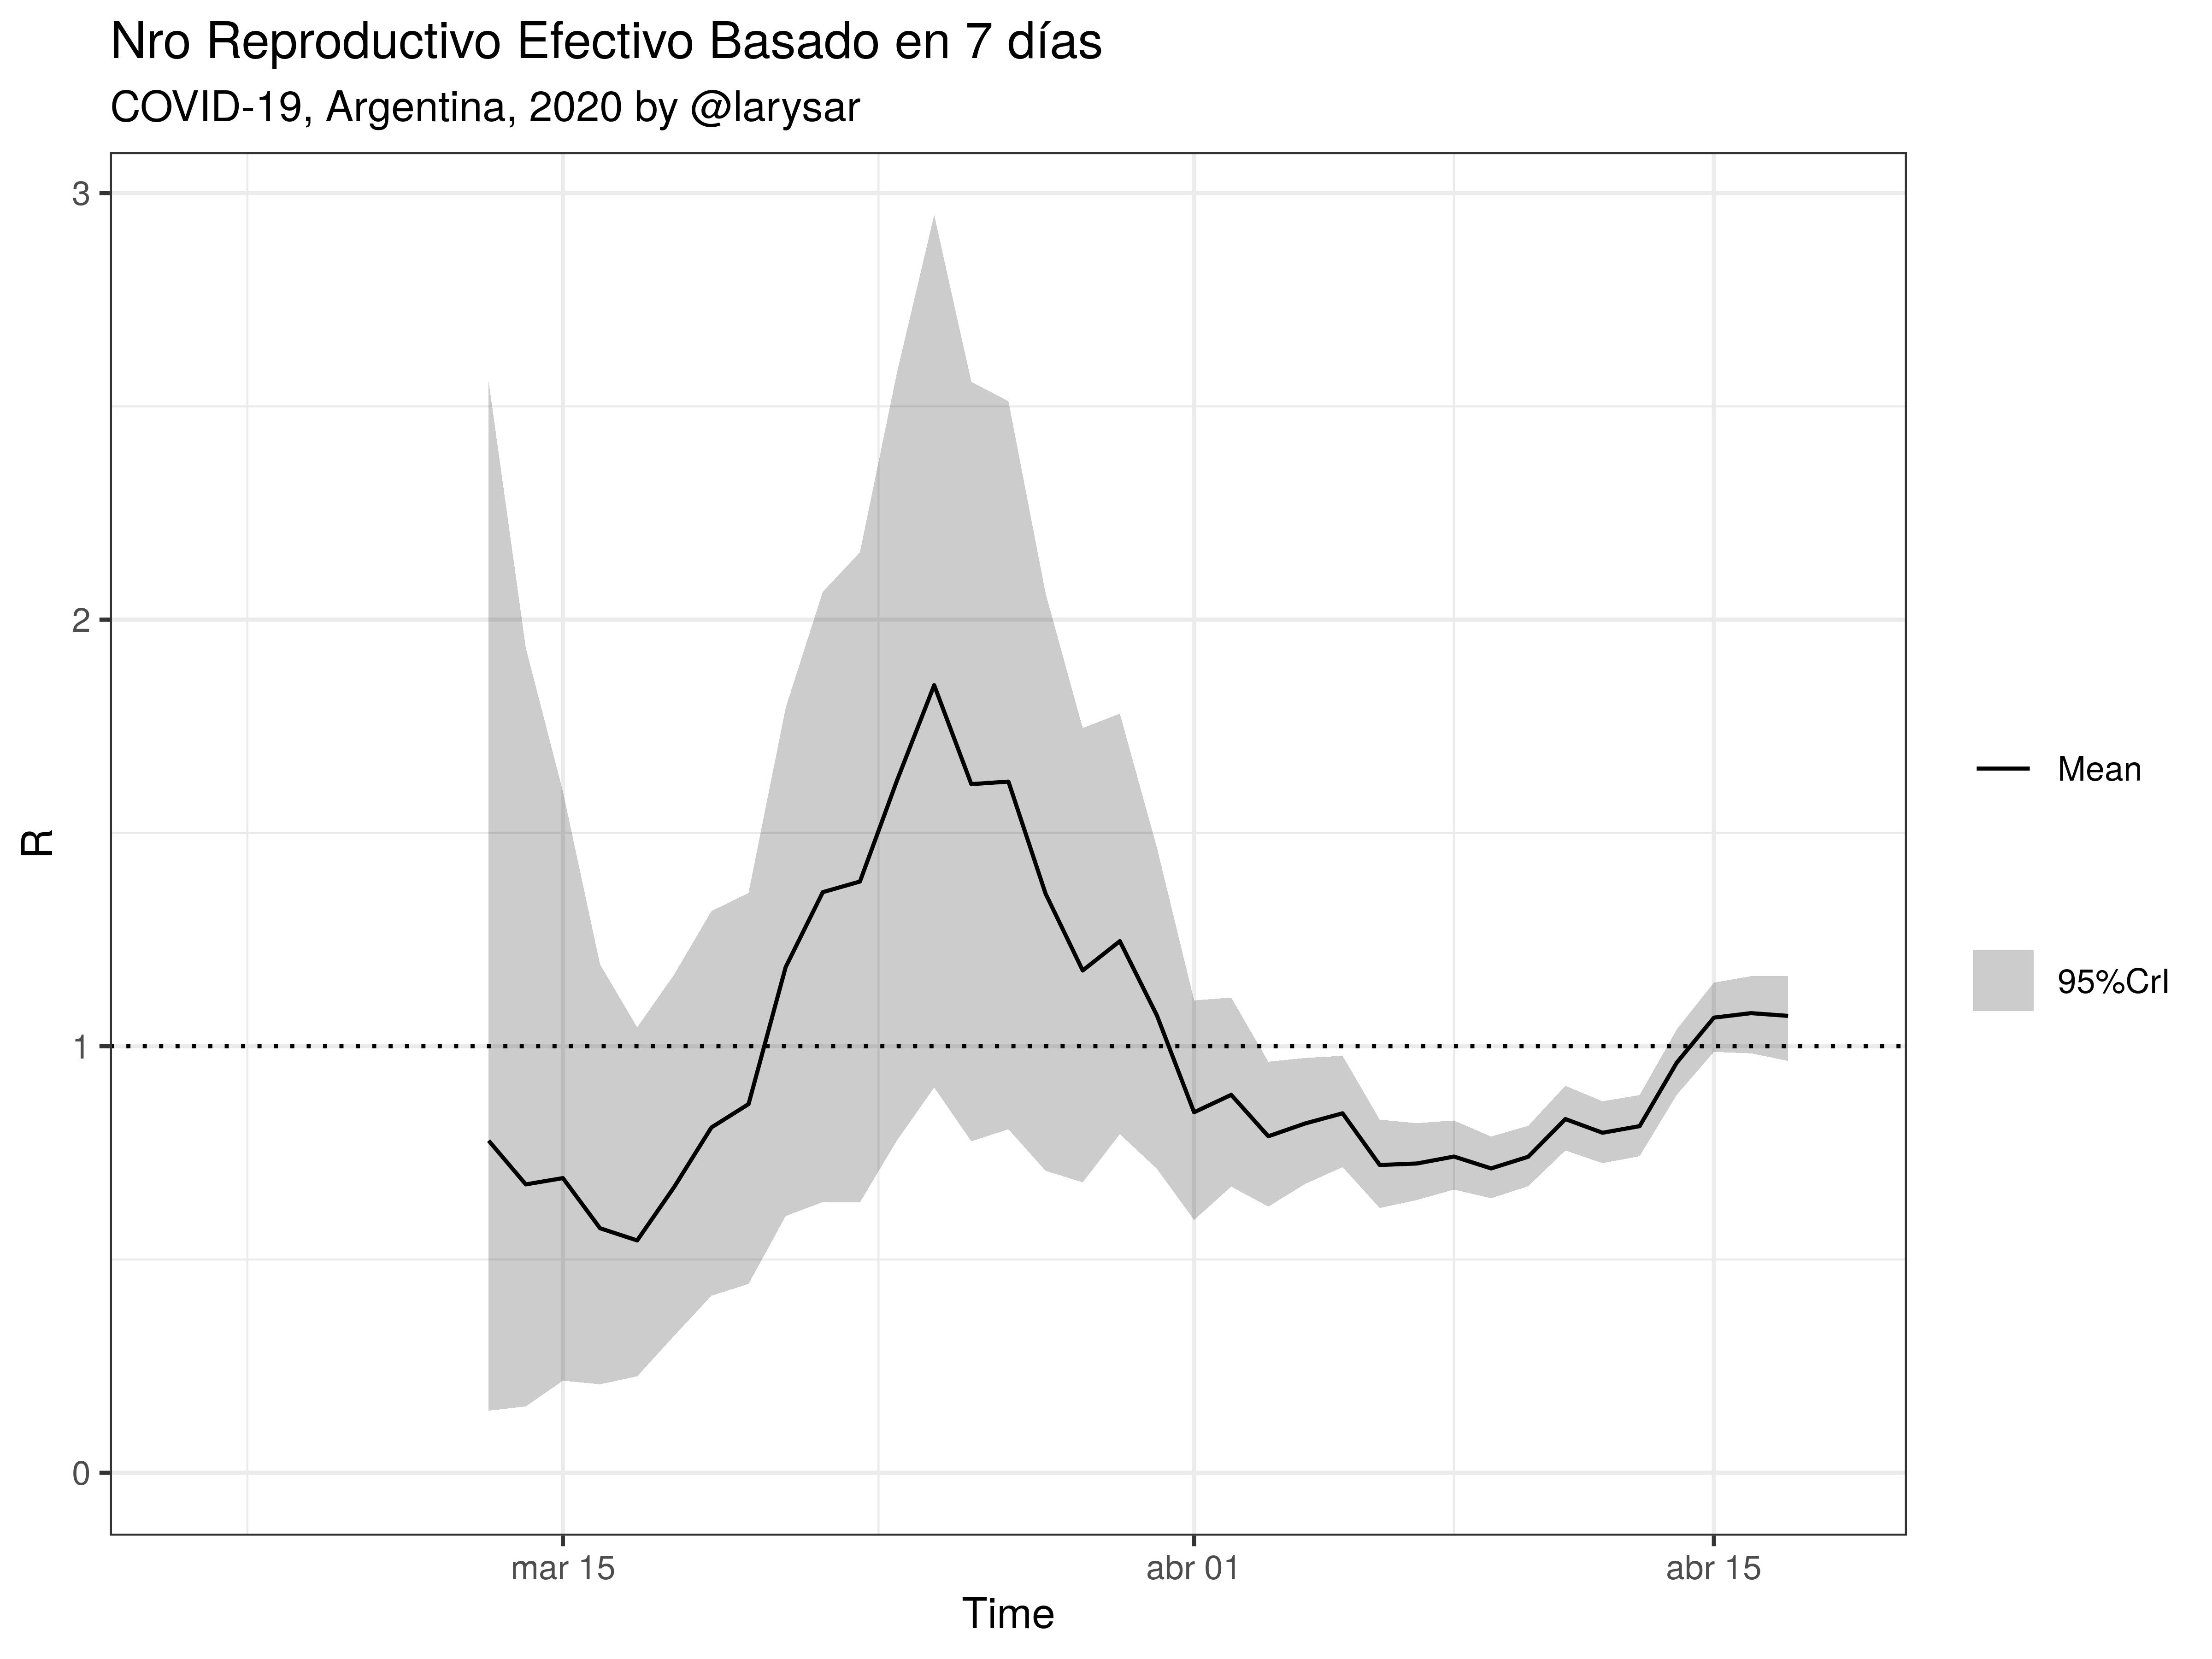 Nro Reproductivo Efectivo Basado en 7 días
COVID-19, Argentina, 2020 by @larysar
3
2
1
0
R
mar 15
abr 01
abr 15
Time
Mean
95%CrI